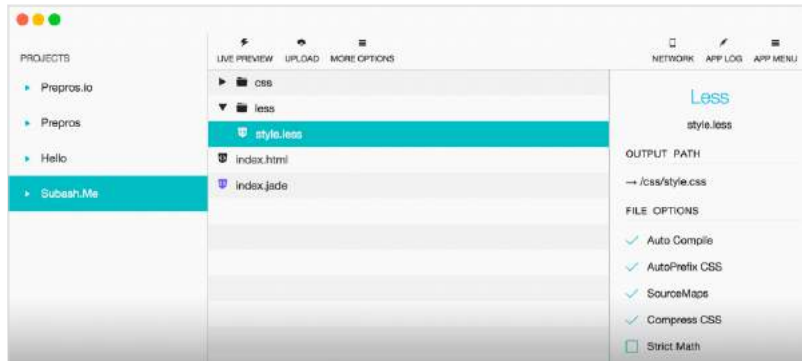 PROJECTS
Prepros.io
Prepros
Hello
Subash.Me
LIVE PREVIEW UPLOAD MORE OPTIONS
css
less
style.less
index.html
index.jade
NETWORK APP LOG APP MENU
Less
style.less
OUTPUT PATH
→ /css/style.css
FILE OPTIONS
Auto Compile
AutoPrefix CSS
SourceMaps
Compress CSS
Strict Math